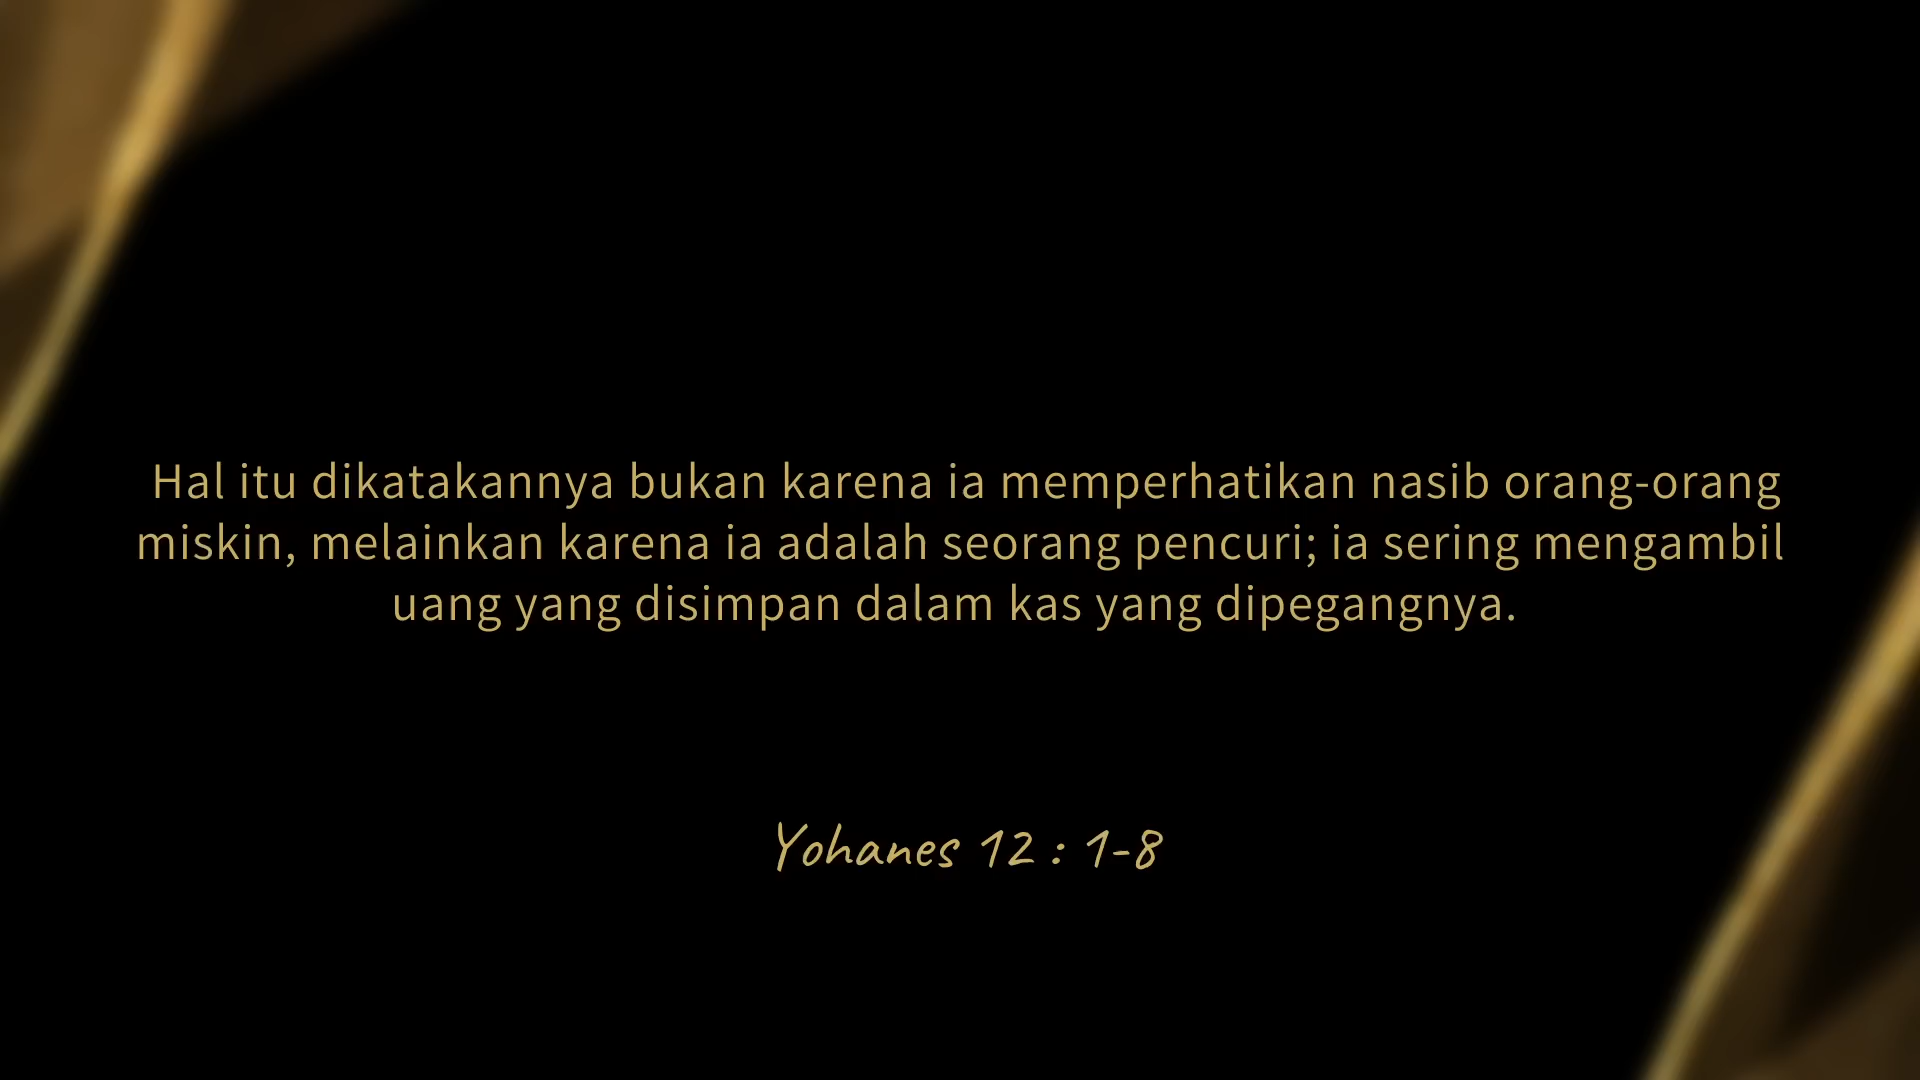 Hal itu dikatakannya bukan karena ia memperhatikan nasib orang-orang
miskin, melainkan karena ia adalah seorang pencuri; ia sering mengambil
uang yang disimpan dalam kas yang dipegangnya.
Yohanes 12 : 1-8